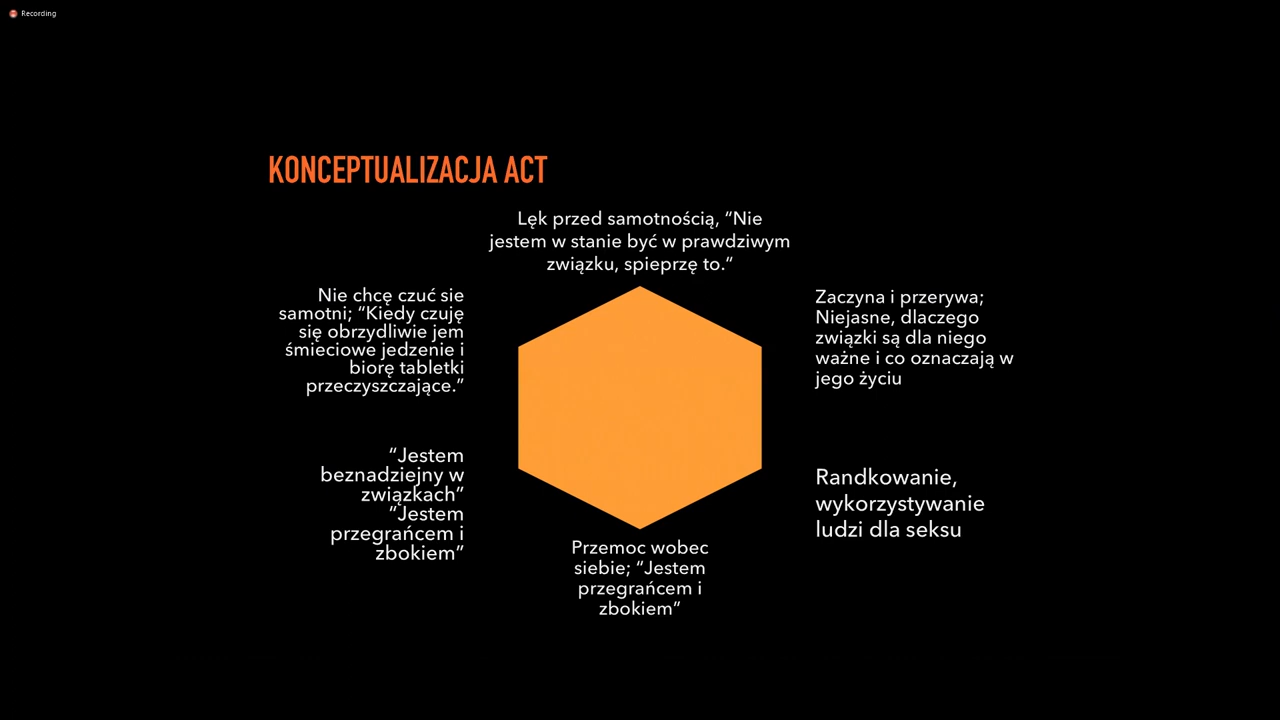 Recording
KONCEPTUALIZACJA ACT
Lęk przed samotnością, “Nie
jestem w stanie być w prawdziwym
związku, spieprzę to.”
Nie chcę czuć sie
samotni; “Kiedy czuję
się obrzydliwie jem
śmieciowe jedzenie i
biorę tabletki
przeczyszczające.”
Zaczyna i przerywa;
Niejasne, dlaczego
związki są dla niego
ważne i co oznaczają w
jego życiu
“Jestem
beznadziejny w
związkach”
“Jestem
przegrańcem i
zbokiem”
Randkowanie,
wykorzystywanie
ludzi dla seksu
Przemoc wobec
siebie; “Jestem
przegrańcem i
zbokiem”